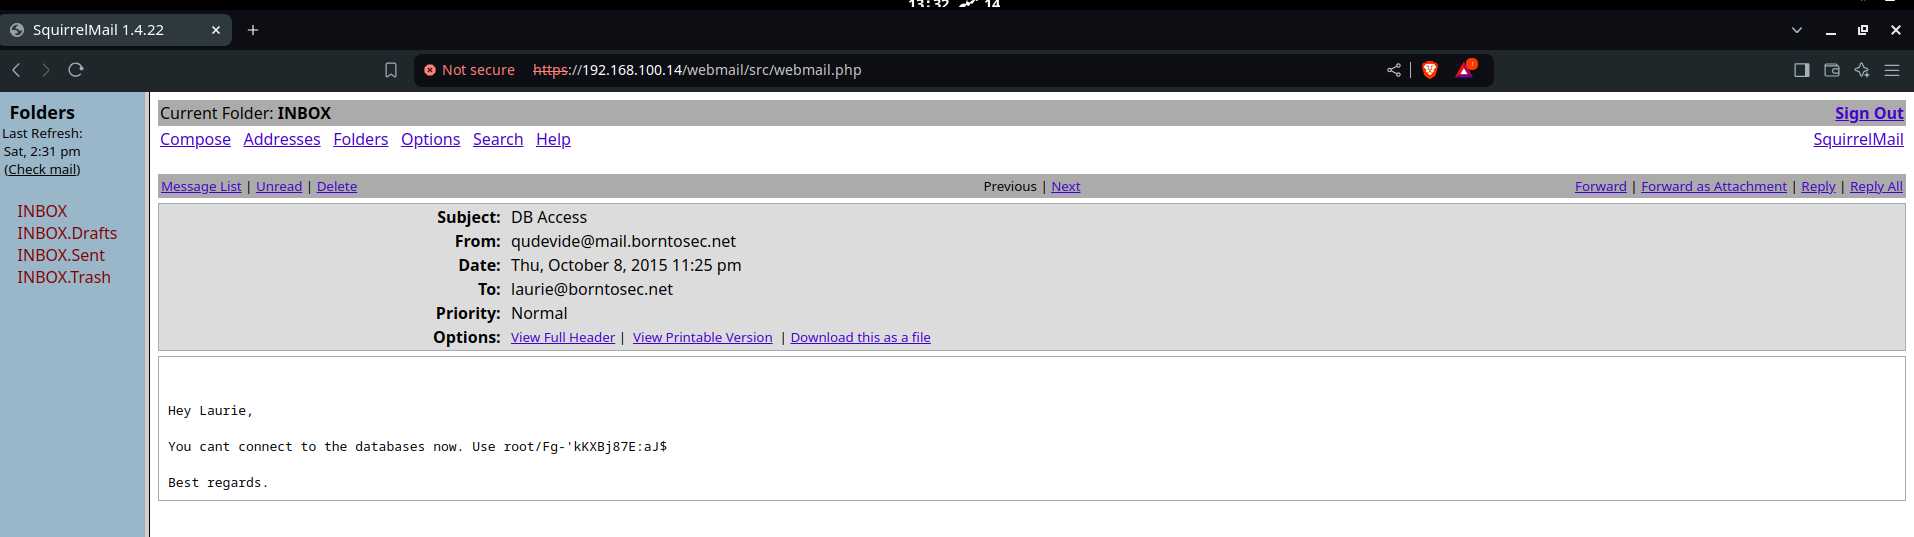 13:32 14
SquirrelMail 1.4.22
Not secure https://192.168.100.14/webmail/src/webmail.php
Folders
Last Refresh:
Sat, 2:31 pm
(Check mail)
INBOX
INBOX.Drafts
INBOX.Sent
INBOX.Trash
Current Folder: INBOX Sign Out
Compose Addresses Folders Options Search Help SquirrelMail
Message List | Unread | Delete Previous | Next Forward | Forward as Attachment | Reply | Reply All
Subject: DB Access
From: qudevide@mail.borntosec.net
Date: Thu, October 8, 2015 11:25 pm
To: laurie@borntosec.net
Priority: Normal
Options: View Full Header | View Printable Version | Download this as a file
Hey Laurie,
You cant connect to the databases now. Use root/Fg-'kKXBj87E:aJ$
Best regards.